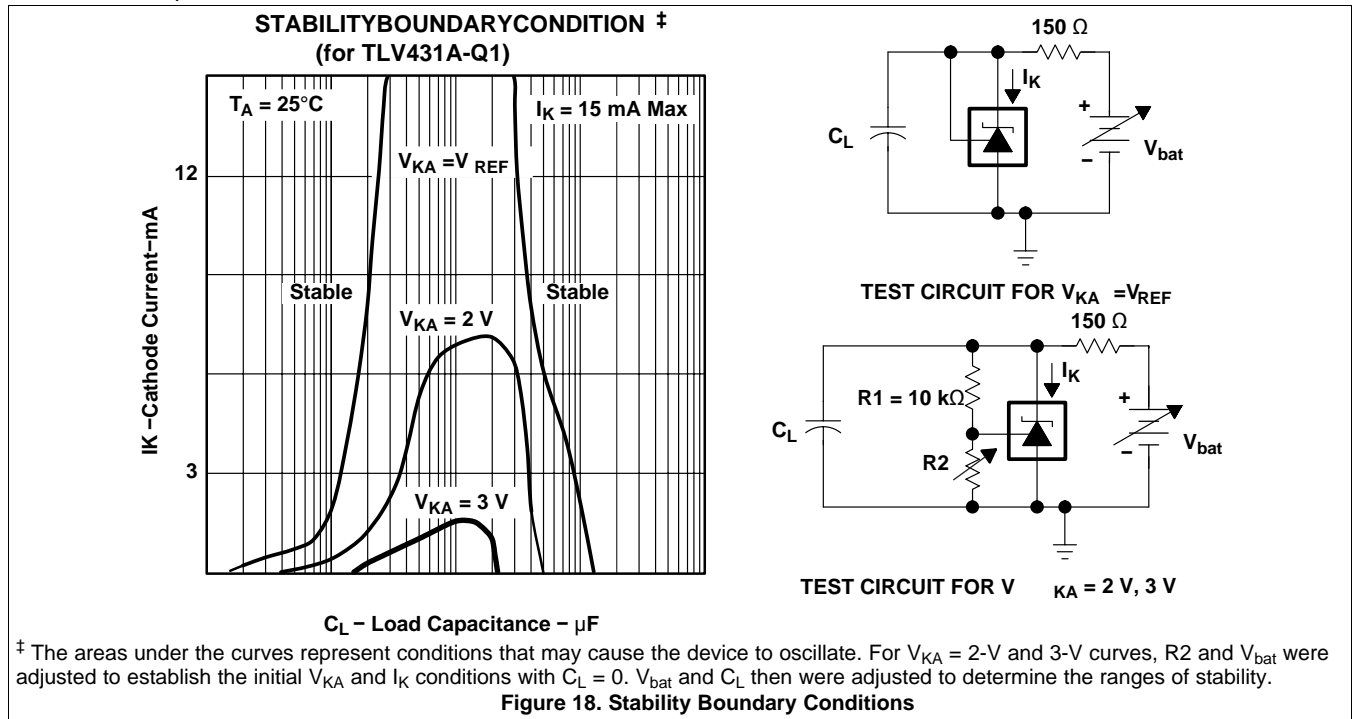 STABILITYBOUNDARYCONDITION ‡
(for TLV431A-Q1)
TA = 25°C
IK = 15 mA Max
VKA =V REF
12
Stable
Stable
VKA = 2 V
3
VKA = 3 V
IK –Cathode Current–mA
CL – Load Capacitance – µF
150 Ω
IK
CL
+
–
Vbat
TEST CIRCUIT FOR VKA =VREF
150 Ω
IK
R1 = 10 kΩ
CL
R2
+
–
Vbat
TEST CIRCUIT FOR V KA = 2 V, 3 V
‡ The areas under the curves represent conditions that may cause the device to oscillate. For VKA = 2-V and 3-V curves, R2 and Vbat were
adjusted to establish the initial VKA and IK conditions with CL = 0. Vbat and CL then were adjusted to determine the ranges of stability.
Figure 18. Stability Boundary Conditions